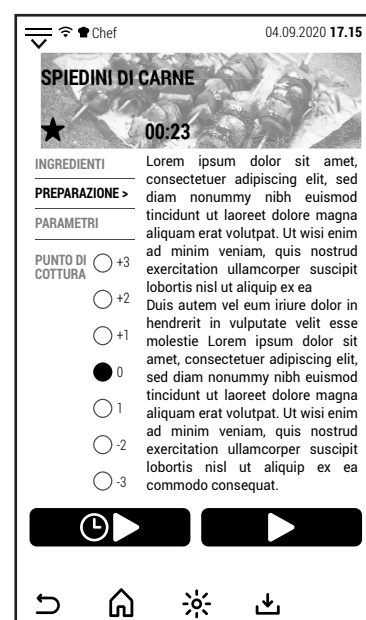 Chef 04.09.2020 17.15
SPIEDINI DI CARNE
00:23
INGREDIENTI
PREPARAZIONE >
PARAMETRI
PUNTO DI
COTTURA
+3
+2
+1
0
1
-2
-3
Lorem ipsum dolor sit amet,
consectetuer adipiscing elit, sed
diam nonummy nibh euismod
tincidunt ut laoreet dolore magna
aliquam erat volutpat. Ut wisi enim
ad minim veniam, quis nostrud
exercitation ullamcorper suscipit
lobortis nisl ut aliquip ex ea
Duis autem vel eum iriure dolor in
hendrerit in vulputate velit esse
molestie Lorem ipsum dolor sit
amet, consectetuer adipiscing elit,
sed diam nonummy nibh euismod
tincidunt ut laoreet dolore magna
aliquam erat volutpat. Ut wisi enim
ad minim veniam, quis nostrud
exercitation ullamcorper suscipit
lobortis nisl ut aliquip ex ea
commodo consequat.